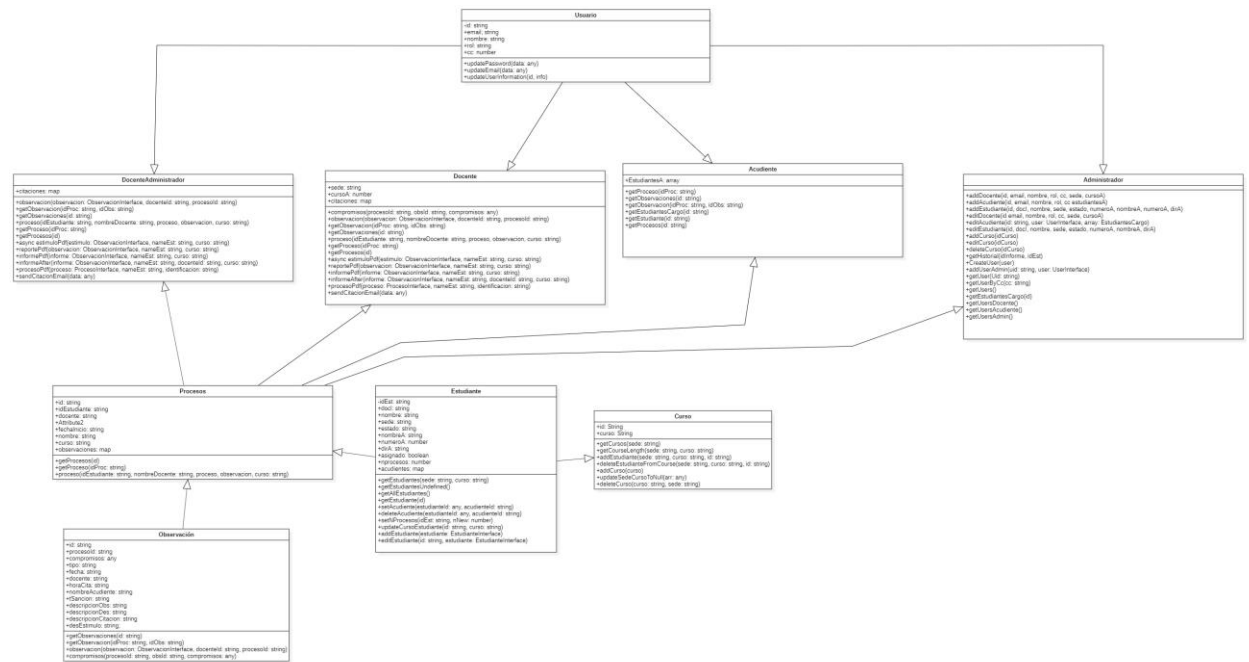 Usuario
-id: string
+email: string
+nombre: string
+rol: string
+cc: number
+updatePassword(data: any)
+updateEmail(data: any)
+updateUserInformation(id, info)
DocenteAdministrador
+citaciones: map
+observacion(observacion: ObservacionInterface, docenteId: string, procesoId: string)
+getObservacion(idProc: string, idObs: string)
+getObservaciones(id: string)
+proceso(idEstudiante: string, nombreDocente: string, proceso, observacion, curso: string)
+getProceso(idProc: string)
+getProcesos(id)
+async estimuloPdf(estimulo: ObservacionInterface, nameEst: string, curso: string)
+reportePdf(observacion: ObservacionInterface, nameEst: string, curso: string)
+informePdf(informe: ObservacionInterface, nameEst: string, curso: string)
+informeAfter(informe: ObservacionInterface, nameEst: string, docenteId: string, curso: string)
+procesoPdf(proceso: ProcesoInterface, nameEst: string, identificacion: string)
+sendCitacionEmail(data: any)
Docente
+sede: string
+cursoA: number
+citaciones: map
+compromisos(procesoId: string, obsId: string, compromisos: any)
+observacion(observacion: ObservacionInterface, docenteId: string, procesoId: string)
+getObservacion(idProc: string, idObs: string)
+getObservaciones(id: string)
+proceso(idEstudiante: string, nombreDocente: string, proceso, observacion, curso: string)
+getProceso(idProc: string)
+getProcesos(id)
+async estimuloPdf(estimulo: ObservacionInterface, nameEst: string, curso: string)
+reportePdf(observacion: ObservacionInterface, nameEst: string, curso: string)
+informePdf(informe: ObservacionInterface, nameEst: string, curso: string)
+informeAfter(informe: ObservacionInterface, nameEst: string, docenteId: string, curso: string)
+procesoPdf(proceso: ProcesoInterface, nameEst: string, identificacion: string)
+sendCitacionEmail(data: any)
Acudiente
+EstudiantesA: array
+getProceso(idProc: string)
+getObservaciones(id: string)
+getObservacion(idProc: string, idObs: string)
+getEstudiantesCargo(id: string)
+getEstudiante(id: string)
+getProcesos(id: string)
Administrador
+addDocente(id, email, nombre, rol, cc, sede, cursoA)
+addAcudiente(id, email, nombre, rol, cc estudiantesA)
+addEstudiante(id, docI, nombre, sede, estado, numeroA, nombreA, numeroA, dirA)
+editDocente(id email, nombre, rol, cc, sede, cursoA)
+editAcudiente(id: string, user: UserInterface, array: EstudiantesCargo)
+editEstudiante(id, docI, nombre, sede, estado, numeroA, nombreA, dirA)
+addCurso(idCurso)
+editCurso(idCurso)
+deleteCurso(idCurso)
+getHistorial(idInforme, idEst)
+CreateUser(user)
+addUserAdmin(uid: string, user: UserInterface)
+getUser(Uid: string)
+getUserByCc(cc: string)
+getUsers()
+getEstudiantesCargo(id)
+getUsersDocente()
+getUsersAcudiente()
+getUsersAdmin()
Procesos
+id: string
+idEstudiante: string
+docente: string
+Attribute2
+fechaInicio: string
+nombre: string
+curso: string
+observaciones: map
+getProcesos(id)
+getProceso(idProc: string)
+proceso(idEstudiante: string, nombreDocente: string, proceso, observacion, curso: string)
Estudiante
-idEst: string
+docI: string
+nombre: string
+sede: string
+estado: string
+nombreA: string
+numeroA: number
+dirA: string
+asignado: boolean
+nprocesos: number
+acudientes: map
+getEstudiantes(sede: string, curso: string)
+getEstudiantesUndefined()
+getAllEstudiantes()
+getEstudiante(id)
+setAcudiente(estudianteId: any, acudienteId: string)
+deleteAcudiente(estudianteId: any, acudienteId: string)
+setNProcesos(idEst: string, nNew: number)
+updateCursoEstudiante(id: string, curso: string)
+addEstudiante(estudiante: EstudianteInterface)
+editEstudiante(id: string, estudiante: EstudianteInterface)
Curso
+id: String
+curso: String
+getCursos(sede: string)
+getCourseLength(sede: string, curso: string)
+addEstudiante(sede: string, curso: string, id: string)
+deleteEstudianteFromCourse(sede: string, curso: string, id: string)
+addCurso(curso)
+updateSedeCursoToNull(arr: any)
+deleteCurso(curso: string, sede: string)
Observación
+id: string
+procesoId: string
+compromisos: any
+tipo: string
+fecha: string
+docente: string
+horaCita: string
+nombreAcudiente: string
+tSancion: string
+descripcionObs: string
+descripcionDes: string
+descripcionCitacion: string
+desEstimulo: string;
+getObservaciones(id: string)
+getObservacion(idProc: string, idObs: string)
+observacion(observacion: ObservacionInterface, docenteId: string, procesoId: string)
+compromisos(procesoId: string, obsId: string, compromisos: any)